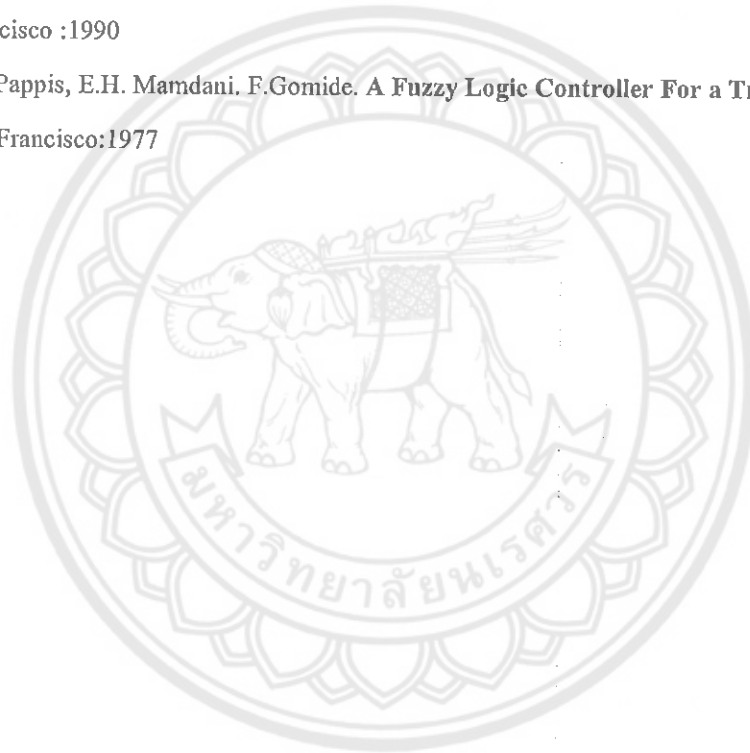 cisco :1990
Pappis, E.H. Mamdani. F.Gomide. A Fuzzy Logic Controller For a
Francisco:1977
มหาวิทยาลัยนเรศวร